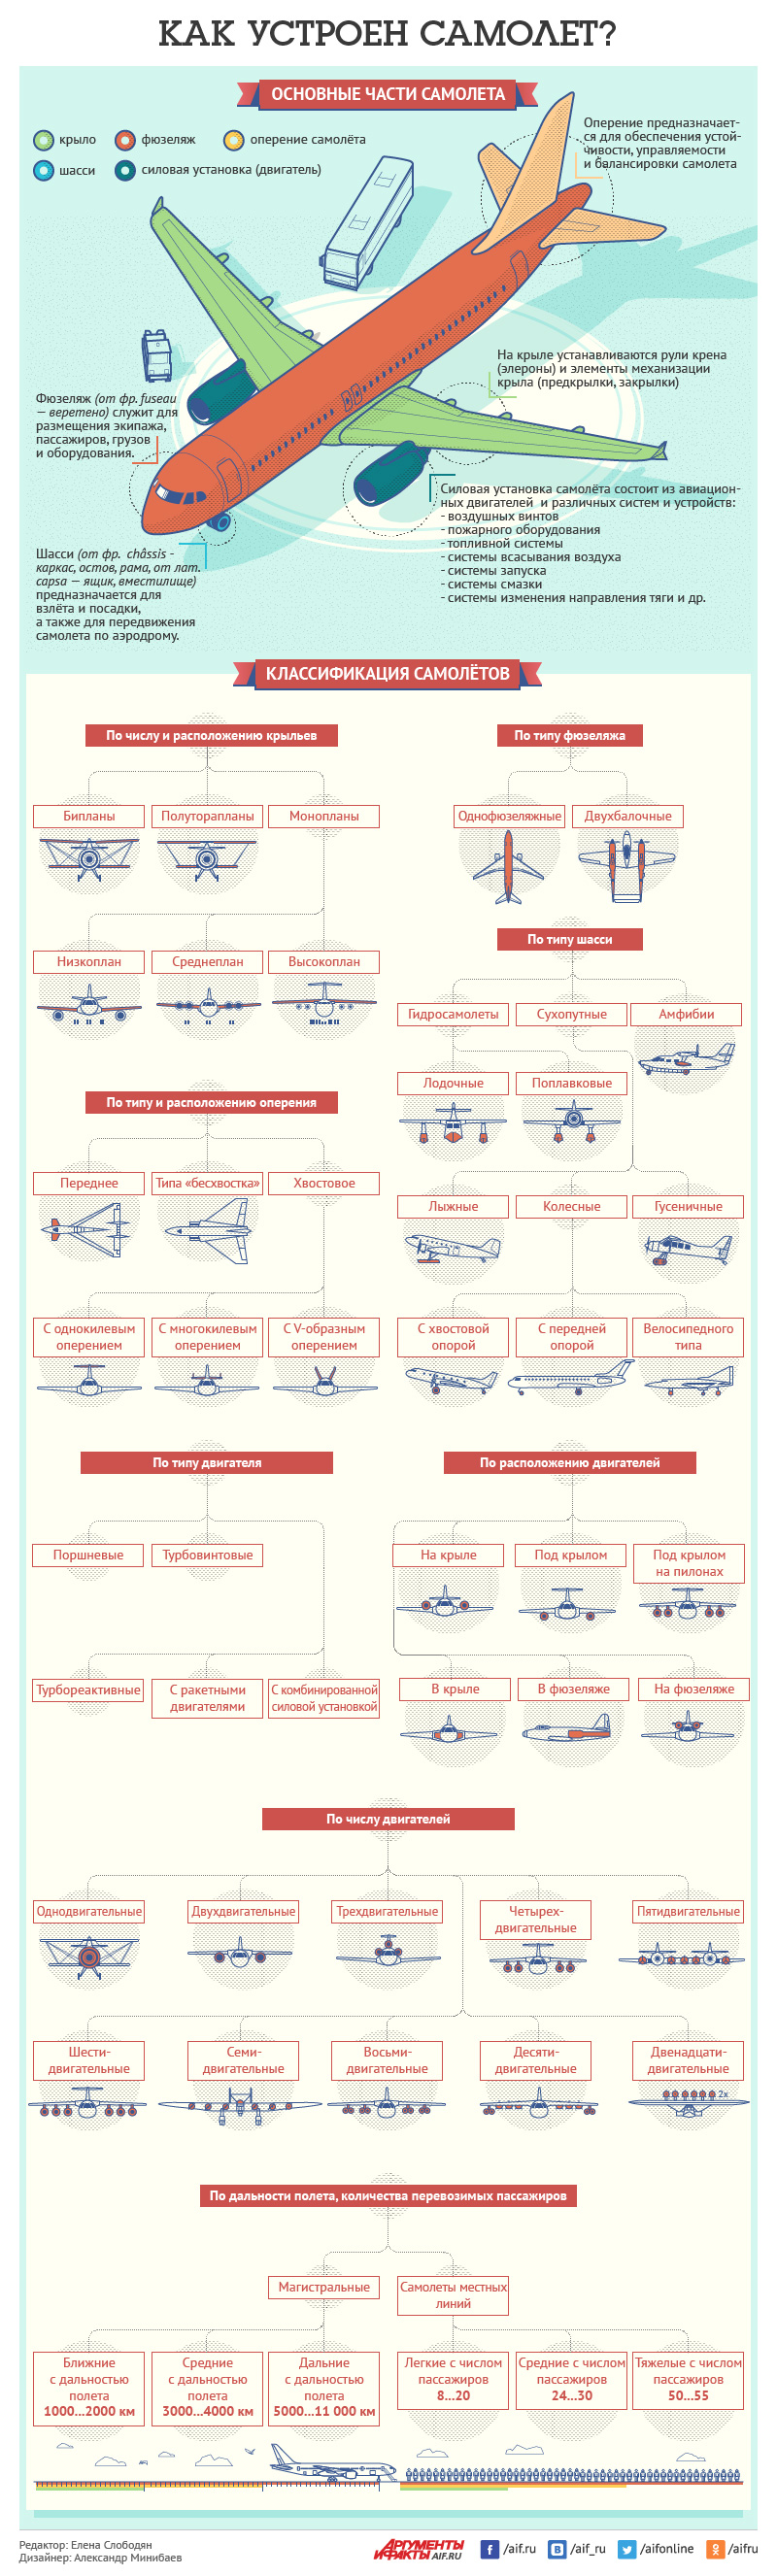 КАК УСТРОЕН САМОЛЕТ?
ОСНОВНЫЕ ЧАСТИ САМОЛЕТА
крыло
фюзеляж
оперение самолёта
шасси
силовая установка (двигатель)
Оперение предназначает-
ся для обеспечения устой-
чивости, управляемости
и балансировки самолета
На крыле устанавливаются рули крена
(элероны) и элементы механизации
крыла (предкрылки, закрылки)
Фюзеляж (от фр. fuseau
— веретено) служит для
размещения экипажа,
пассажиров, грузов
и оборудования.
Силовая установка самолёта состоит из авиацион-
ных двигателей и различных систем и устройств:
- воздушных винтов
- пожарного оборудования
- топливной системы
- системы всасывания воздуха
- системы запуска
- системы смазки
- системы изменения направления тяги и др.
Шасси (от фр. châssis -
каркас, остов, рама, от лат.
capsa — ящик, вместилище)
предназначается для
взлёта и посадки,
а также для передвижения
самолета по аэродрому.
КЛАССИФИКАЦИЯ САМОЛЁТОВ
По числу и расположению крыльев
Бипланы
Полуторапланы
Монопланы
Низкоплан
Среднеплан
Высокоплан
По типу фюзеляжа
Однофюзеляжные
Двухбалочные
По типу шасси
Гидросамолеты
Сухопутные
Амфибии
Лодочные
Поплавковые
Лыжные
Колесные
Гусеничные
С хвостовой
опорой
С передней
опорой
Велосипедного
типа
По типу и расположению оперения
Переднее
Типа «бесхвостка»
Хвостовое
С однокилевым
оперением
С многокилевым
оперением
С V-образным
оперением
По типу двигателя
Поршневые
Турбовинтовые
Турбореактивные
С ракетными
двигателями
С комбинированной
силовой установкой
По расположению двигателей
На крыле
Под крылом
Под крылом
на пилонах
В крыле
В фюзеляже
На фюзеляже
По числу двигателей
Однодвигательные
Двухдвигательные
Трехдвигательные
Четырех-
двигательные
Пятидвигательные
Шести-
двигательные
Семи-
двигательные
Восьми-
двигательные
Десяти-
двигательные
Двенадцати-
двигательные
2x
По дальности полета, количества перевозимых пассажиров
Магистральные
Самолеты местных
линий
Ближние
с дальностью
полета
1000...2000 км
Средние
с дальностью
полета
3000...4000 км
Дальние
с дальностью
полета
5000...11 000 км
Легкие с числом
пассажиров
8...20
Средние с числом
пассажиров
24...30
Тяжелые с числом
пассажиров
50...55
Редактор: Елена Слободян
Дизайнер: Александр Минибаев
АРГУМЕНТЫ
И ФАКТЫ AIF.RU
/aif.ru
/aif_ru
/aifonline
/aifru